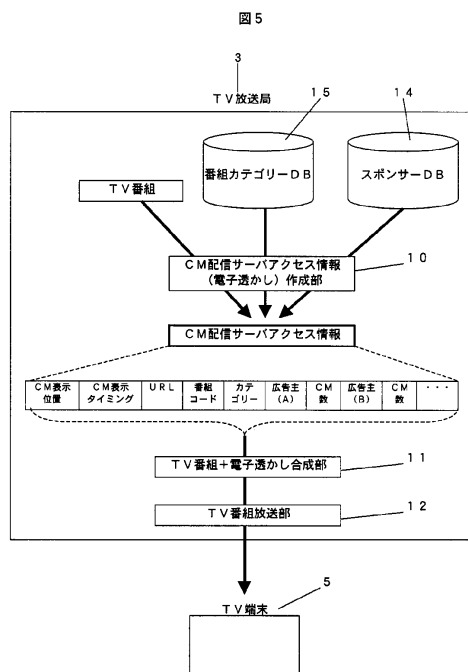 図5
3
TV放送局
15
14
番組カテゴリーDB
スポンサーDB
TV番組
CM配信サーバアクセス情報
(電子透かし)作成部
10
CM配信サーバアクセス情報
CM表示
位置
CM表示
タイミング
URL
番組
コード
カテ
ゴリー
広告主
(A)
CM
数
広告主
(B)
CM
数
・・・
TV番組+電子透かし合成部
11
TV番組放送部
12
5
TV端末